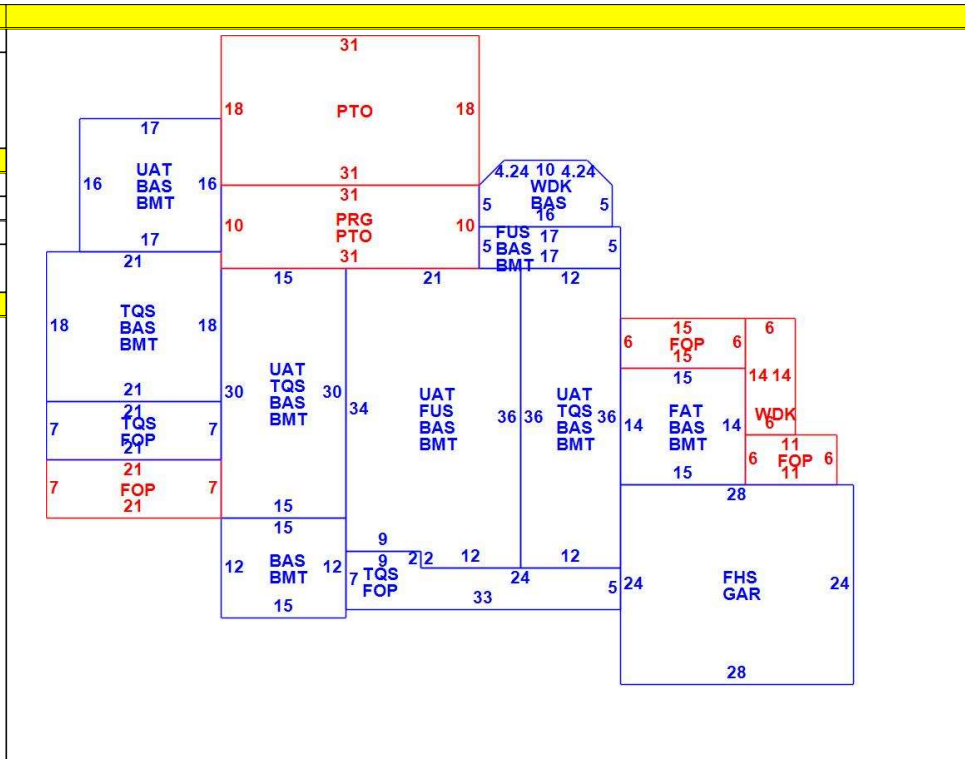 31
18 PTO 18
31
17
16 UAT 16
BAS
BMT
17
4.24 10 4.24
WDK
5 BAS 5
16
31
10 PRG 10
PTO
31
FUS 17
5 BAS 5
BMT 17
21
18 TQS 18
BAS
BMT
21
21
7 TQS 7
FOP
21
21
7 FOP 7
21
15
UAT
30 TQS 30
BAS
BMT
15
21
34 UAT 36
FUS
BAS
BMT
9 12
2
12
36 UAT 36
TQS
BAS
BMT
12
15
6 FOP 6
15
6
14 14
WDK
6
15
14 FAT 14
BAS
BMT
15
11
6 FOP 6
11
15
12 BAS 12
BMT
15
9 2 24
7 TQS 5
FOP
33
28
24 FHS 24
GAR
28